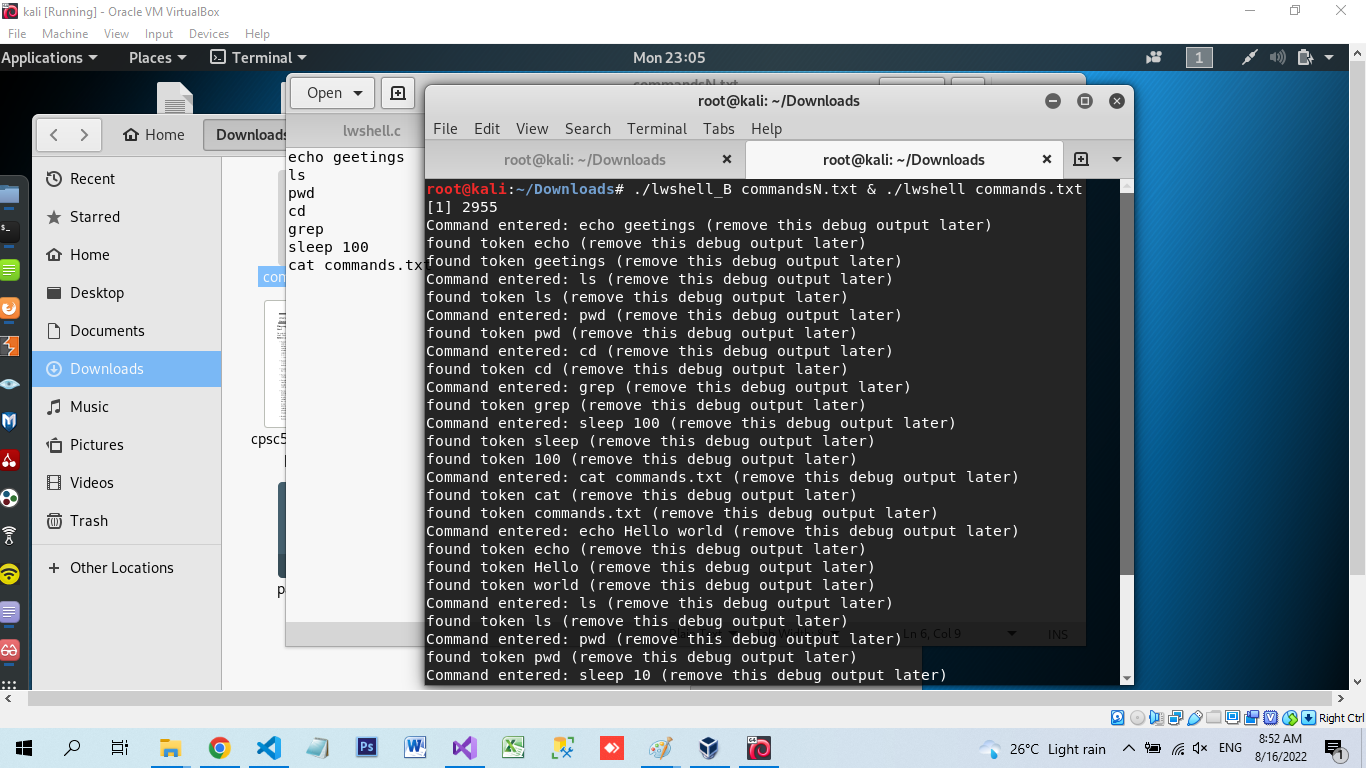 kali [Running] - Oracle VM VirtualBox
File Machine View Input Devices Help
Applications Places Terminal Mon 23:05 1
commandsN.txt
Open
root@kali: ~/Downloads
Home Downloads
lwshell.c
File Edit View Search Terminal Tabs Help
root@kali: ~/Downloads root@kali: ~/Downloads
Recent
Starred
Home
Desktop
Documents
Downloads
Music
Pictures
Videos
Trash
Other Locations
con
cpsc5
p
echo geetings
ls
pwd
cd
grep
sleep 100
cat commands.txt
root@kali:~/Downloads# ./lwshell_B commandsN.txt & ./lwshell commands.txt
[1] 2955
Command entered: echo geetings (remove this debug output later)
found token echo (remove this debug output later)
found token geetings (remove this debug output later)
Command entered: ls (remove this debug output later)
found token ls (remove this debug output later)
Command entered: pwd (remove this debug output later)
found token pwd (remove this debug output later)
Command entered: cd (remove this debug output later)
found token cd (remove this debug output later)
Command entered: grep (remove this debug output later)
found token grep (remove this debug output later)
Command entered: sleep 100 (remove this debug output later)
found token sleep (remove this debug output later)
found token 100 (remove this debug output later)
Command entered: cat commands.txt (remove this debug output later)
found token cat (remove this debug output later)
found token commands.txt (remove this debug output later)
Command entered: echo Hello world (remove this debug output later)
found token echo (remove this debug output later)
found token Hello (remove this debug output later)
found token world (remove this debug output later)
Command entered: ls (remove this debug output later)
found token ls (remove this debug output later)
Command entered: pwd (remove this debug output later)
found token pwd (remove this debug output later)
Command entered: sleep 10 (remove this debug output later)
Ln 6, Col 9 INS
Right Ctrl
26°C Light rain ENG
8:52 AM
8/16/2022
1